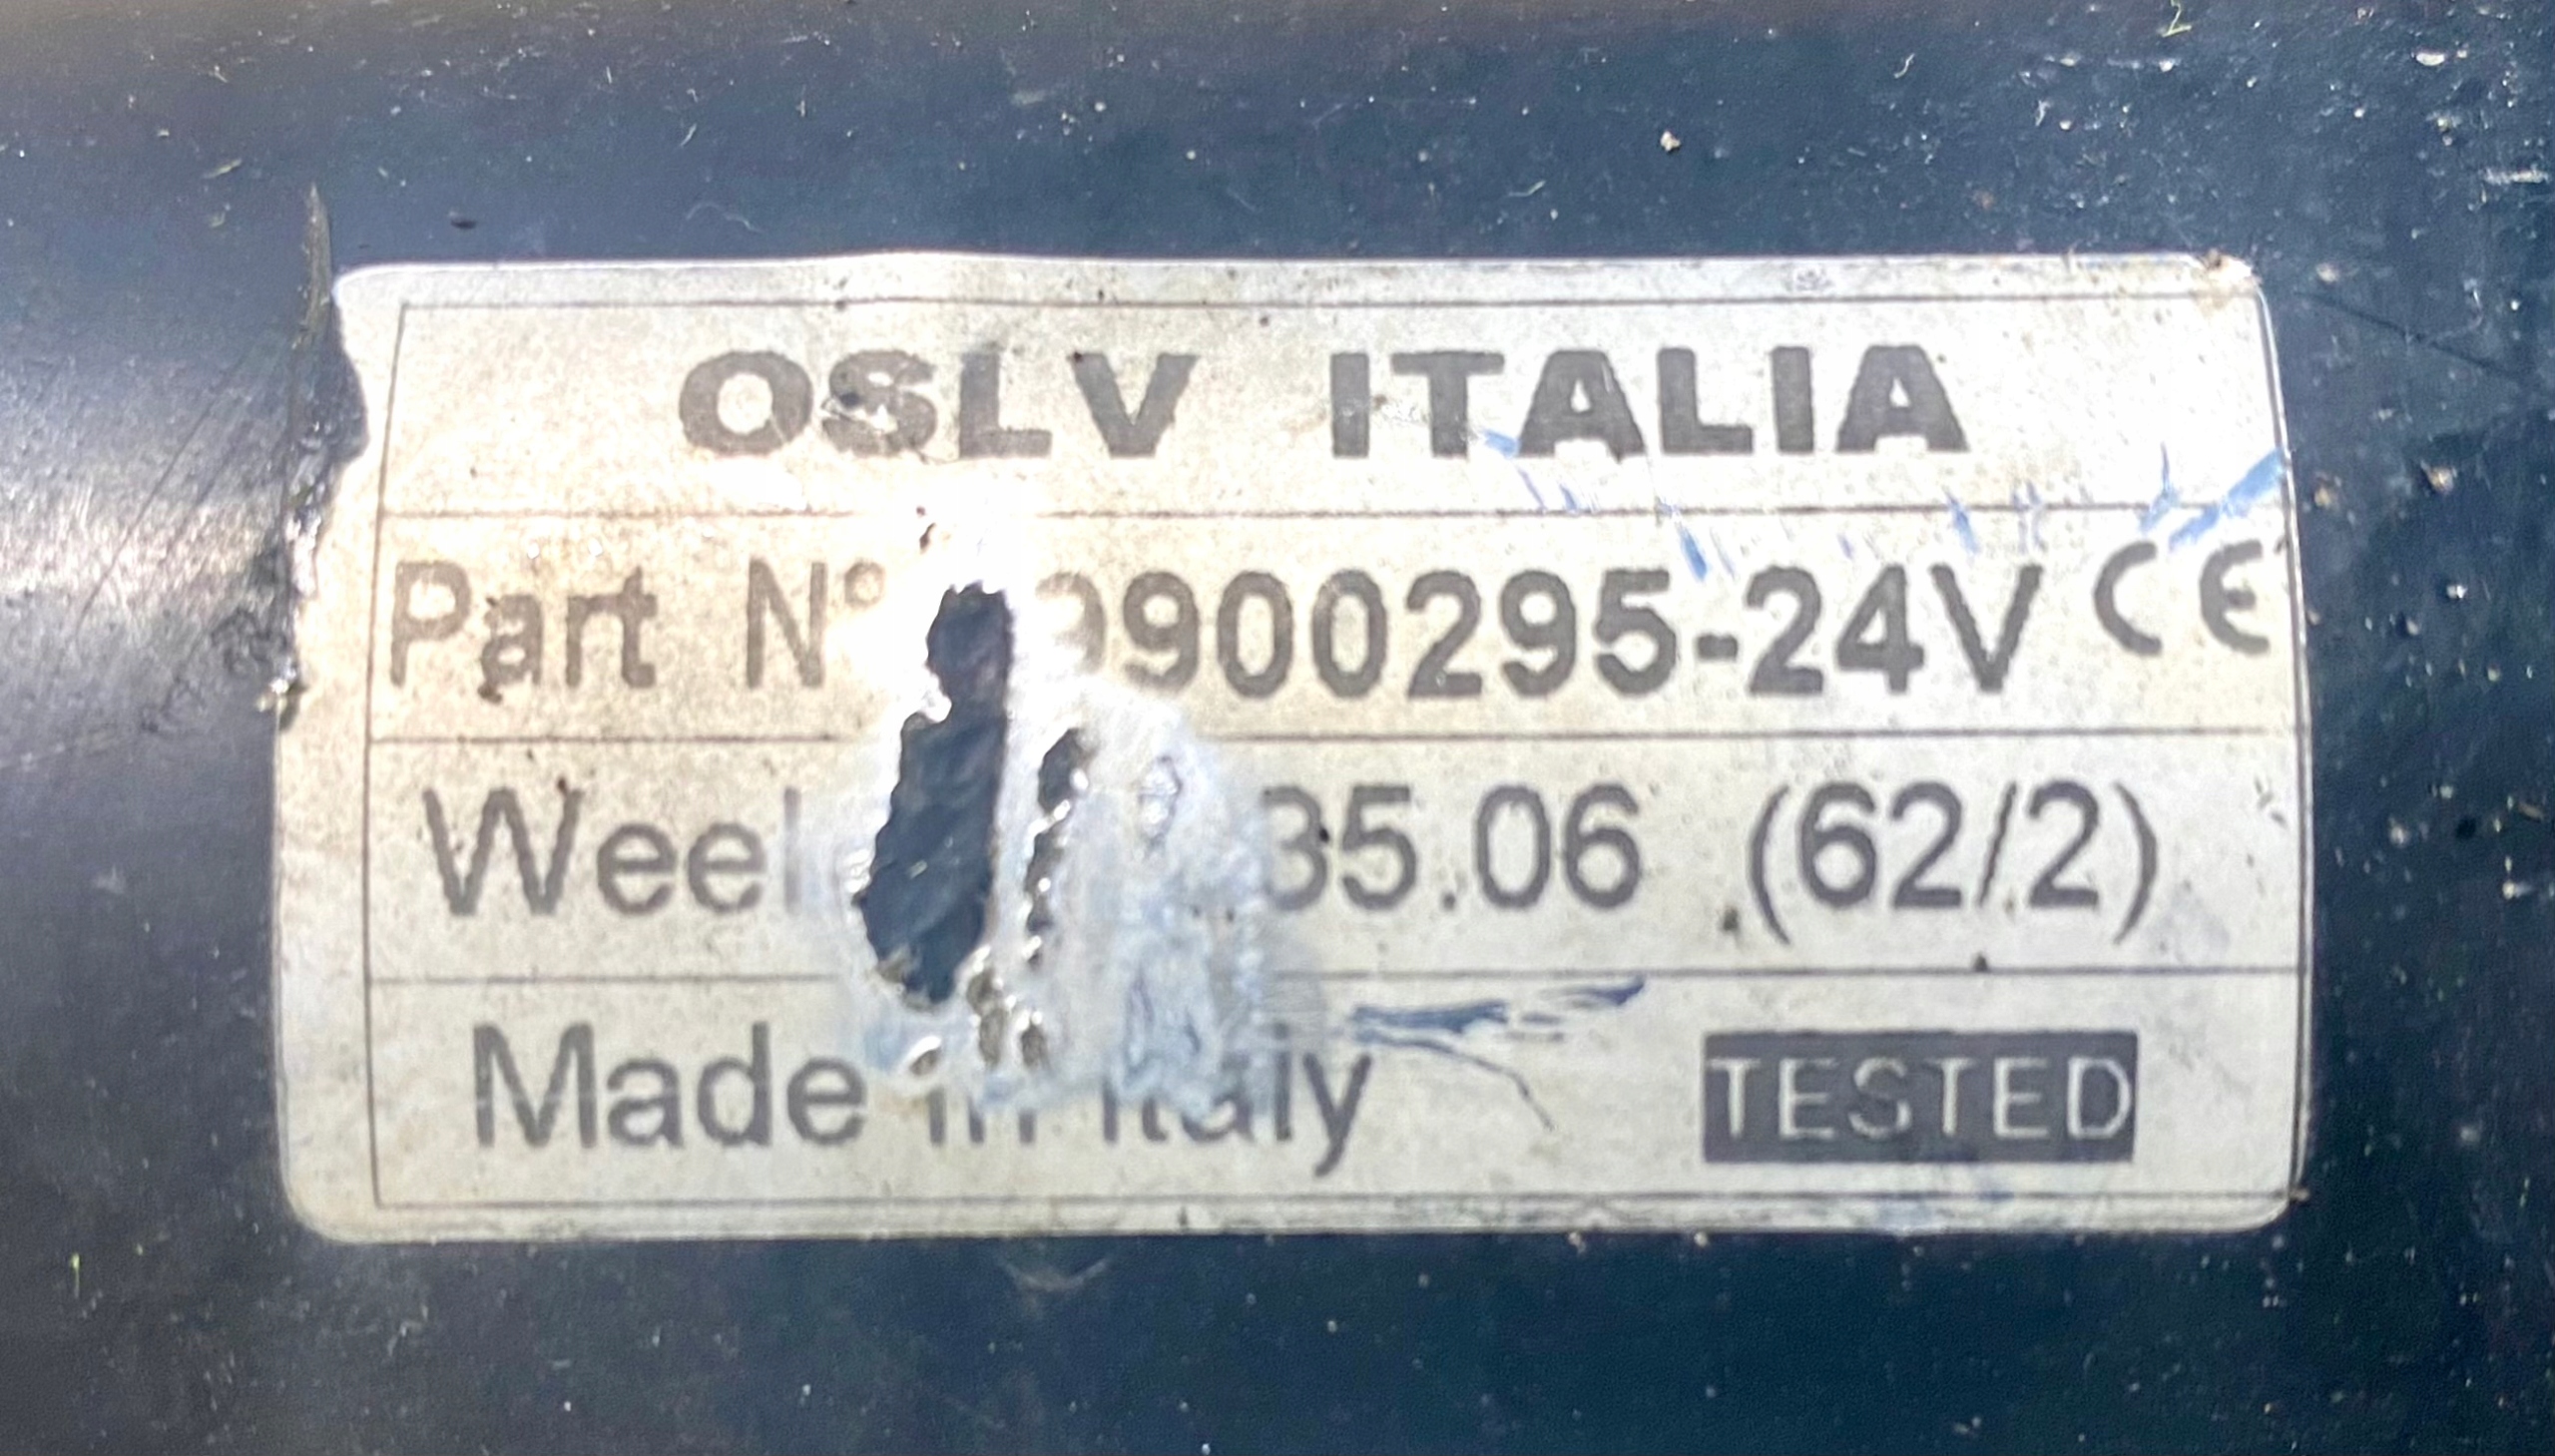 OSLV ITALIA
Part N° 9900295-24V CE
35.06 (62/2)
Made in Italy
TESTED